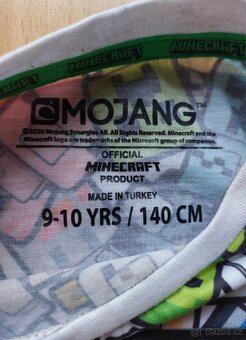 MINECRAFT
MOJANG™
©2020 Mojang Synergies AB. All Rights Reserved. Minecraft and the
Minecraft logo are trademarks of the Microsoft group of companies.
OFFICIAL
MINECRAFT
PRODUCT
MADE IN TURKEY
9-10 YRS / 140 CM